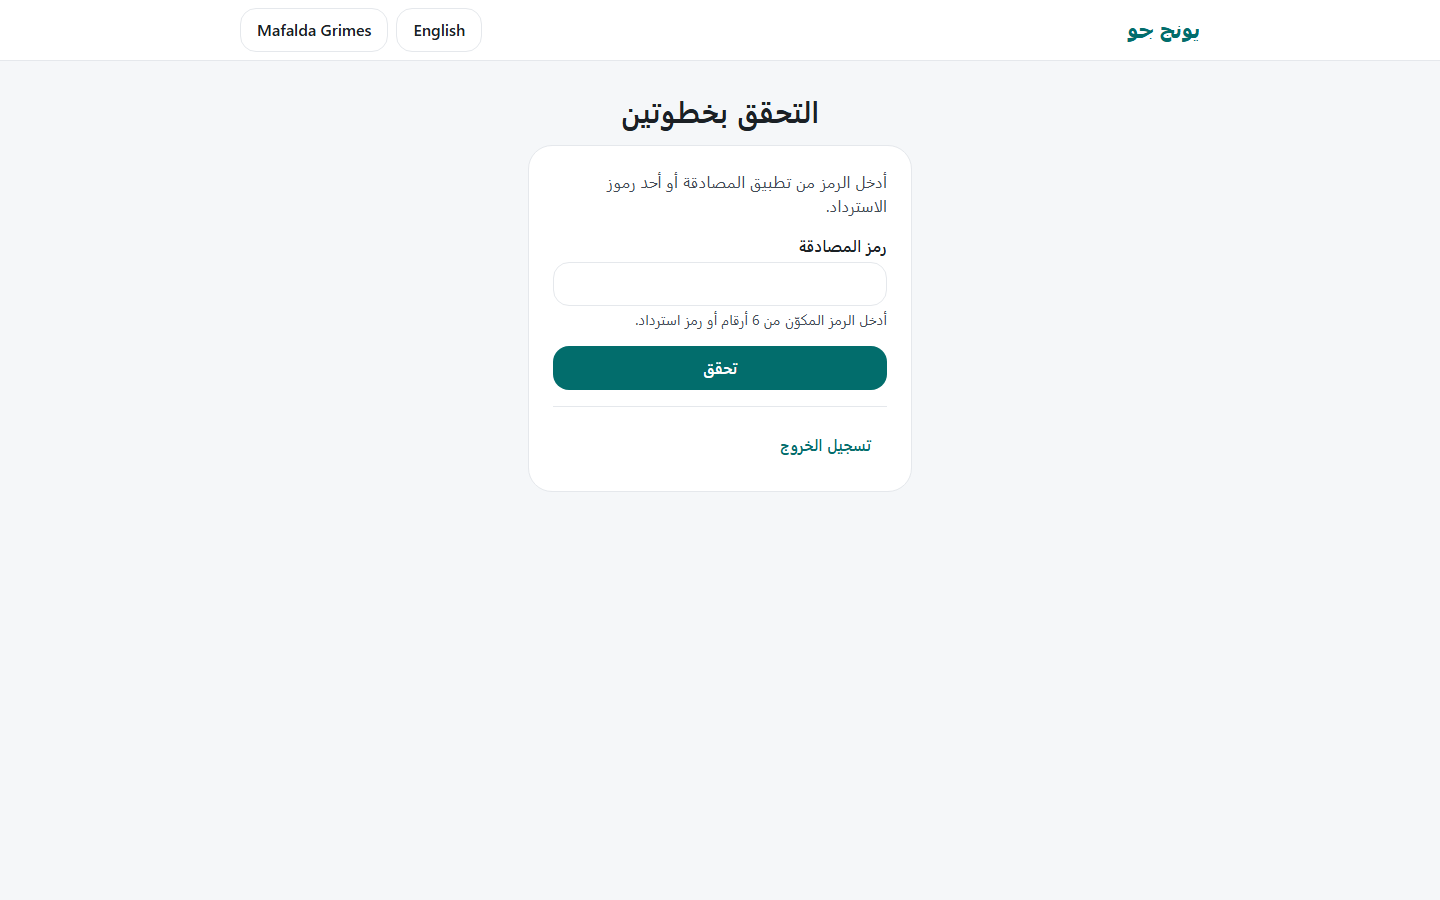 يونج جو
English
Mafalda Grimes
التحقق بخطوتين
أدخل الرمز من تطبيق المصادقة أو أحد رموز
الاسترداد.
رمز المصادقة
أدخل الرمز المكوّن من 6 أرقام أو رمز استرداد.
تحقق
تسجيل الخروج